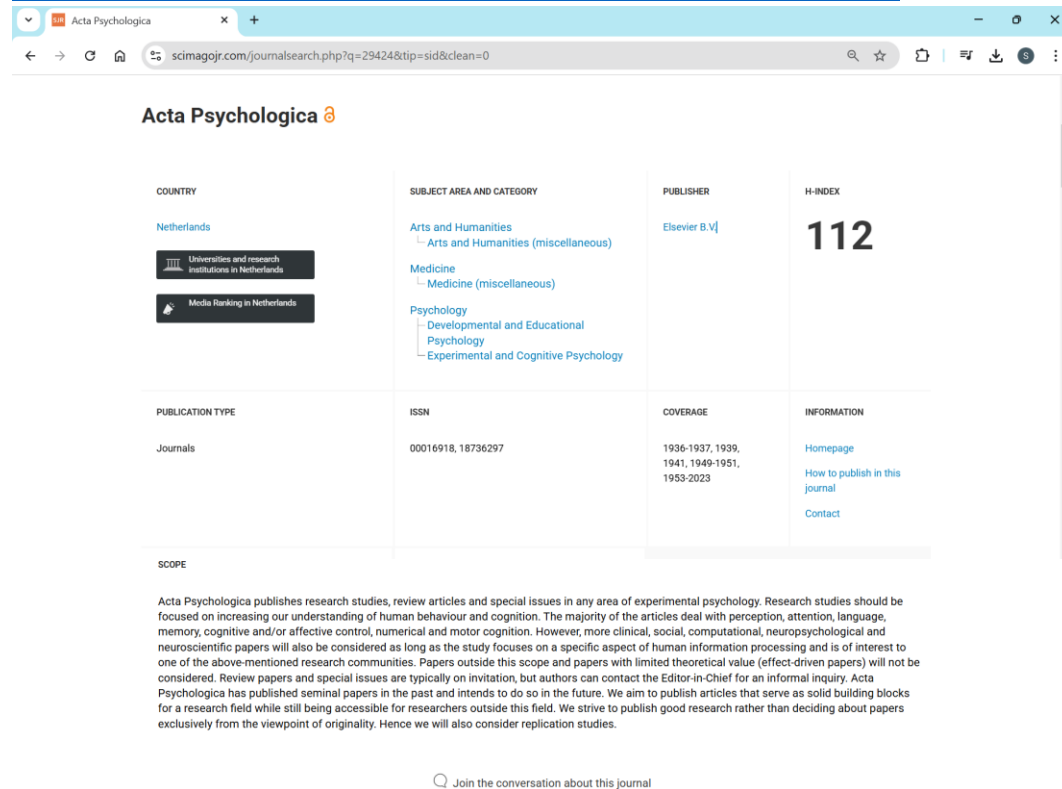 SJR Acta Psychologica
scimagojr.com/journalsearch.php?q=29424&tip=sid&clean=0
S
Acta Psychologica
COUNTRY
Netherlands
Universities and research
institutions in Netherlands
Media Ranking in Netherlands
SUBJECT AREA AND CATEGORY
Arts and Humanities
Arts and Humanities (miscellaneous)
Medicine
Medicine (miscellaneous)
Psychology
Developmental and Educational
Psychology
Experimental and Cognitive Psychology
PUBLISHER
Elsevier B.V.
H-INDEX
112
PUBLICATION TYPE
Journals
ISSN
00016918, 18736297
COVERAGE
1936-1937, 1939,
1941, 1949-1951,
1953-2023
INFORMATION
Homepage
How to publish in this
journal
Contact
SCOPE
Acta Psychologica publishes research studies, review articles and special issues in any area of experimental psychology. Research studies should be
focused on increasing our understanding of human behaviour and cognition. The majority of the articles deal with perception, attention, language,
memory, cognitive and/or affective control, numerical and motor cognition. However, more clinical, social, computational, neuropsychological and
neuroscientific papers will also be considered as long as the study focuses on a specific aspect of human information processing and is of interest to
one of the above-mentioned research communities. Papers outside this scope and papers with limited theoretical value (effect-driven papers) will not be
considered. Review papers and special issues are typically on invitation, but authors can contact the Editor-in-Chief for an informal inquiry. Acta
Psychologica has published seminal papers in the past and intends to do so in the future. We aim to publish articles that serve as solid building blocks
for a research field while still being accessible for researchers outside this field. We strive to publish good research rather than deciding about papers
exclusively from the viewpoint of originality. Hence we will also consider replication studies.
Join the conversation about this journal